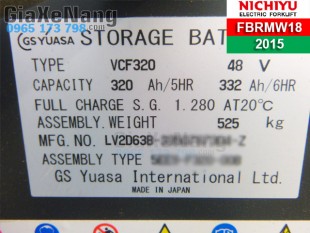 GiaXeNang
0965 173 798
NICHIYU
ELECTRIC FORKLIFT
FBRMW18
2015
GS YUASA STORAGE BAT
TYPE VCF320 48 V
CAPACITY 320 Ah/5HR 332 Ah/6HR
FULL CHARGE S.G. 1.280 AT20℃
ASSEMBLY.WEIGHT 525 kg
MFG. NO. LV2D63B
ASSEMBLY TYPE
GS Yuasa International Ltd.
MADE IN JAPAN